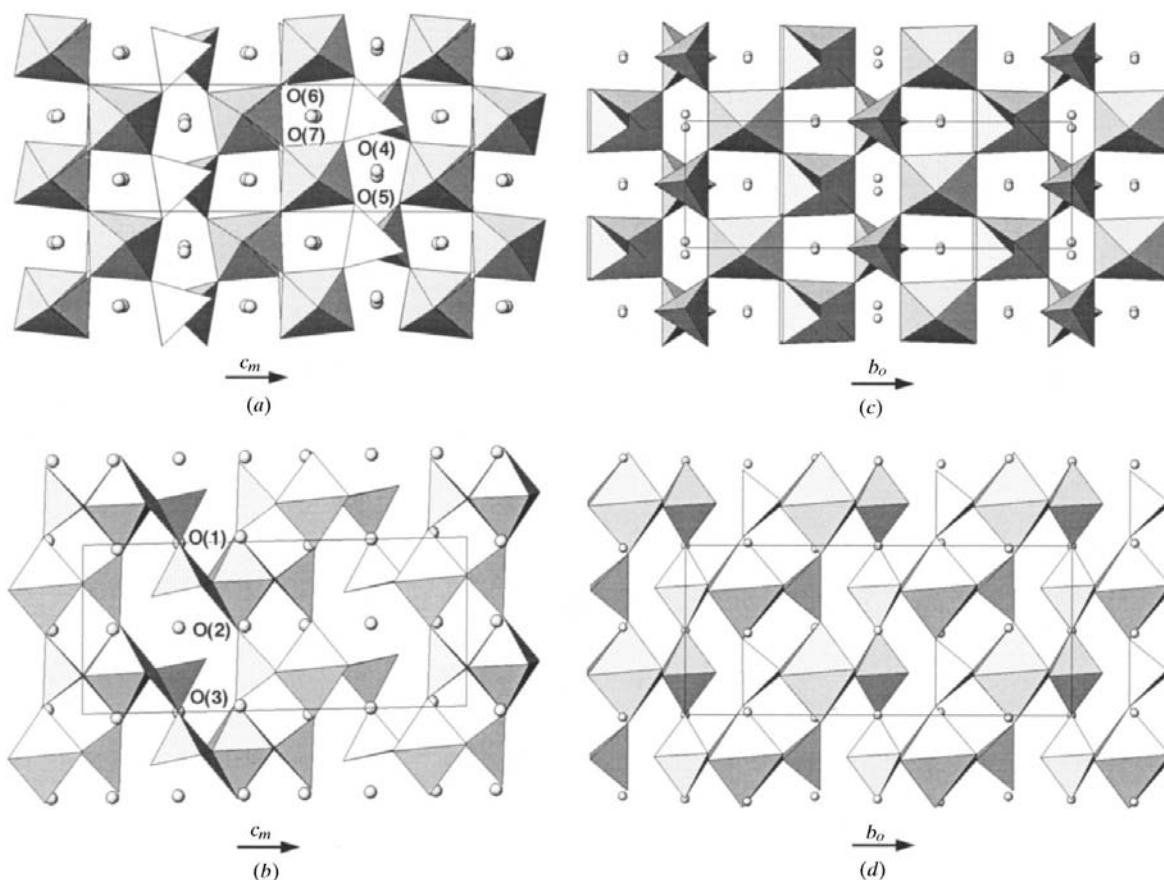 O(6)
O(7)
O(4)
O(5)
c_m
(a)
b_o
(c)
O(1)
O(2)
O(3)
c_m
(b)
b_o
(d)